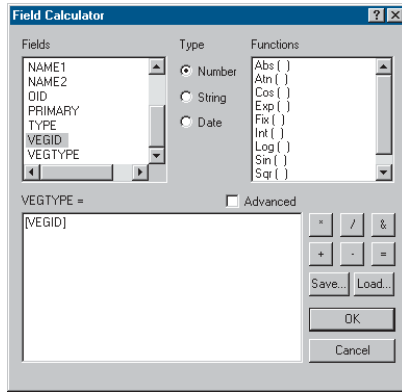 Field Calculator
Fields Type Functions
NAME1
NAME2
OID
PRIMARY
TYPE
VEGID
VEGTYPE
Number
String
Date
Abs ( )
Atn ( )
Cos ( )
Exp ( )
Fix ( )
Int ( )
Log ( )
Sin ( )
Sqr ( )
VEGTYPE = Advanced
[VEGID]
* / &
+ - =
Save... Load...
OK
Cancel